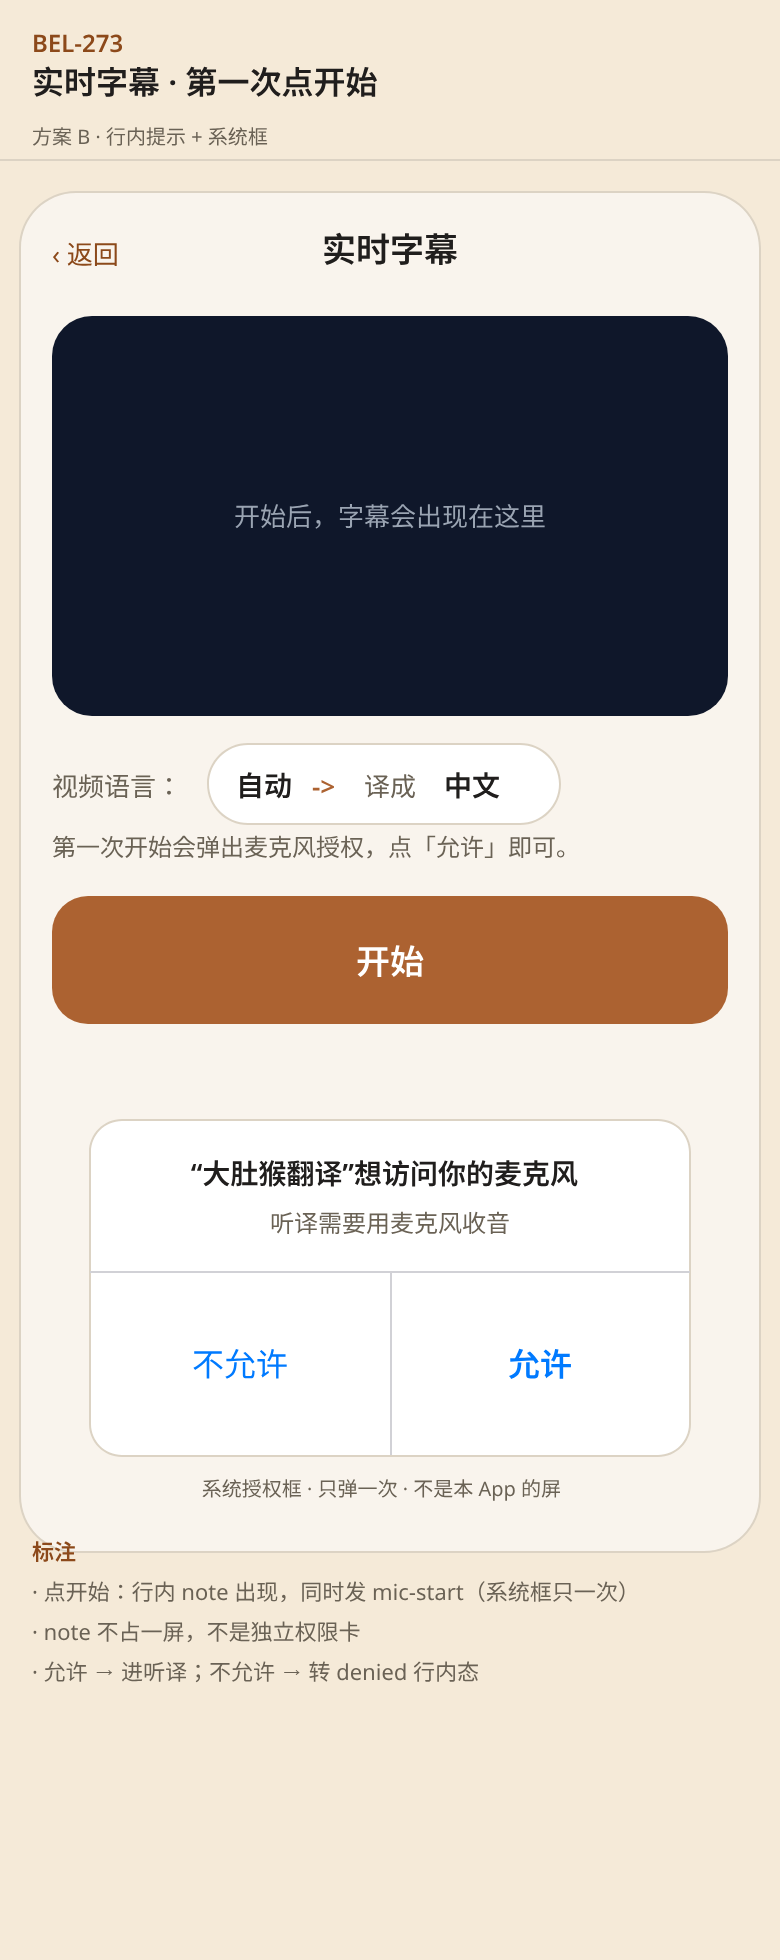 BEL-273
实时字幕 · 第一次点开始
方案 B · 行内提示 + 系统框
‹ 返回
实时字幕
开始后，字幕会出现在这里
视频语言：
自动 -> 译成 中文
第一次开始会弹出麦克风授权，点「允许」即可。
开始
“大肚猴翻译”想访问你的麦克风
听译需要用麦克风收音
不允许
允许
系统授权框 · 只弹一次 · 不是本 App 的屏
标注
· 点开始：行内 note 出现，同时发 mic-start（系统框只一次）
· note 不占一屏，不是独立权限卡
· 允许 → 进听译；不允许 → 转 denied 行内态